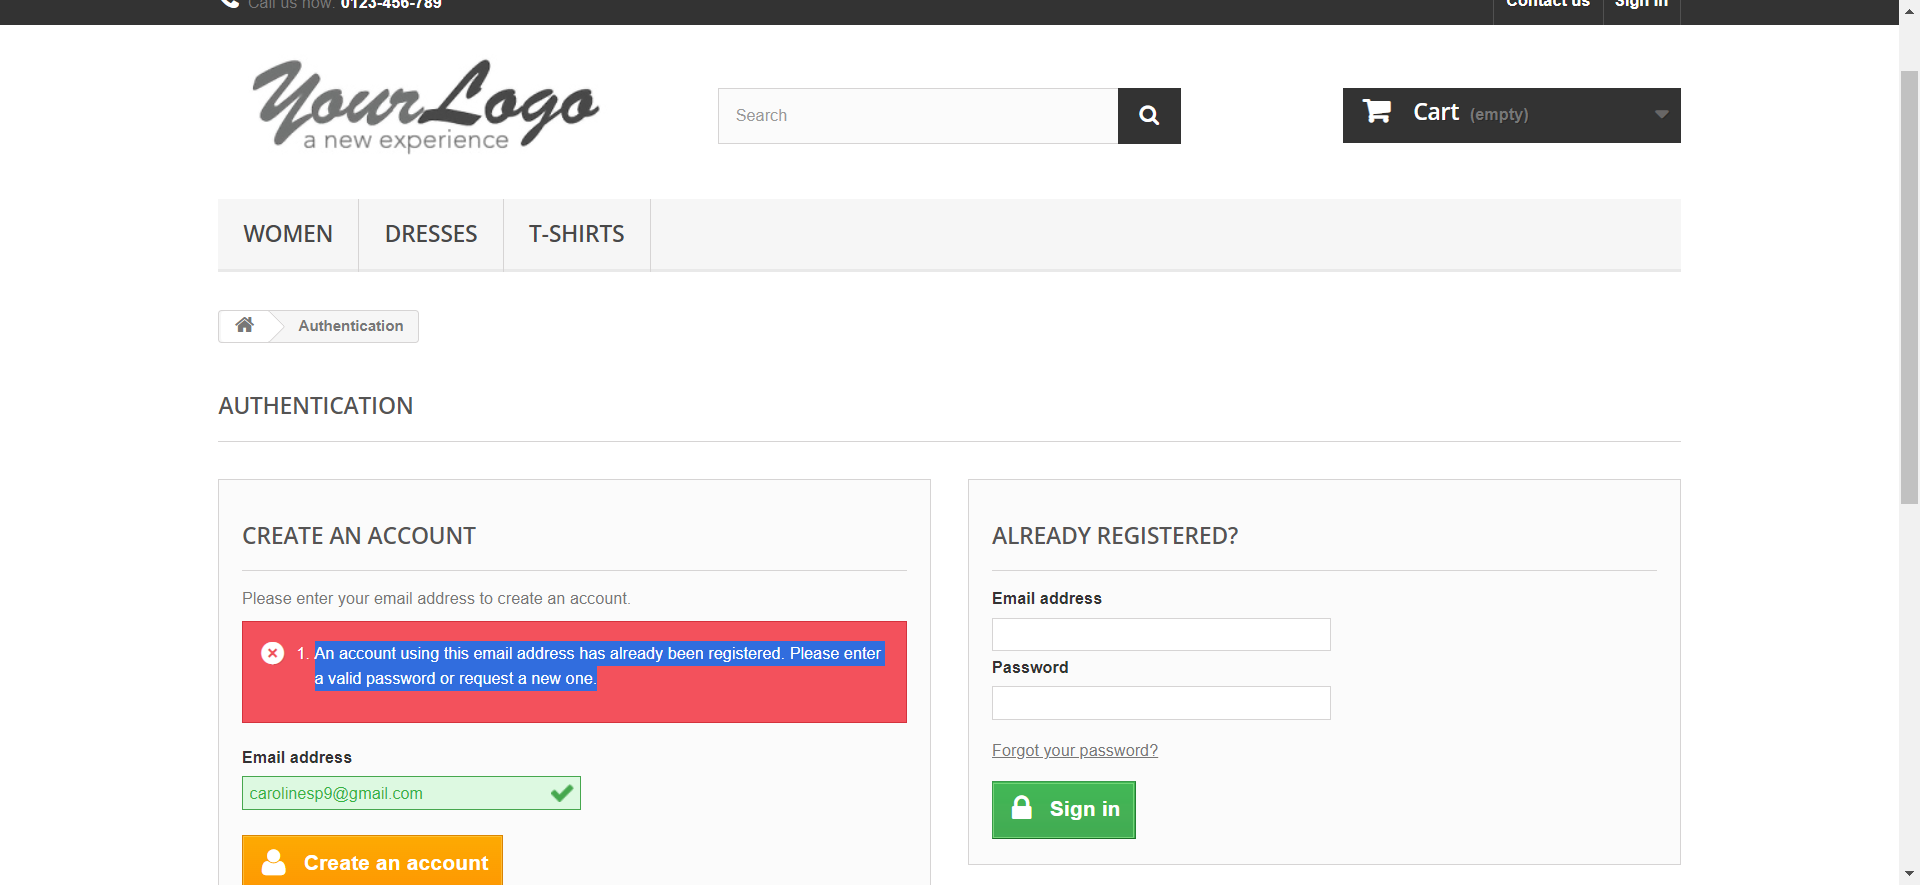 Call us now: 0123-456-789
Contact us
Sign in
YourLogo
a new experience
Search
Cart (empty)
WOMEN
DRESSES
T-SHIRTS
Authentication
AUTHENTICATION
CREATE AN ACCOUNT
Please enter your email address to create an account.
1. An account using this email address has already been registered. Please enter
a valid password or request a new one.
Email address
carolinesp9@gmail.com
Create an account
ALREADY REGISTERED?
Email address
Password
Forgot your password?
Sign in